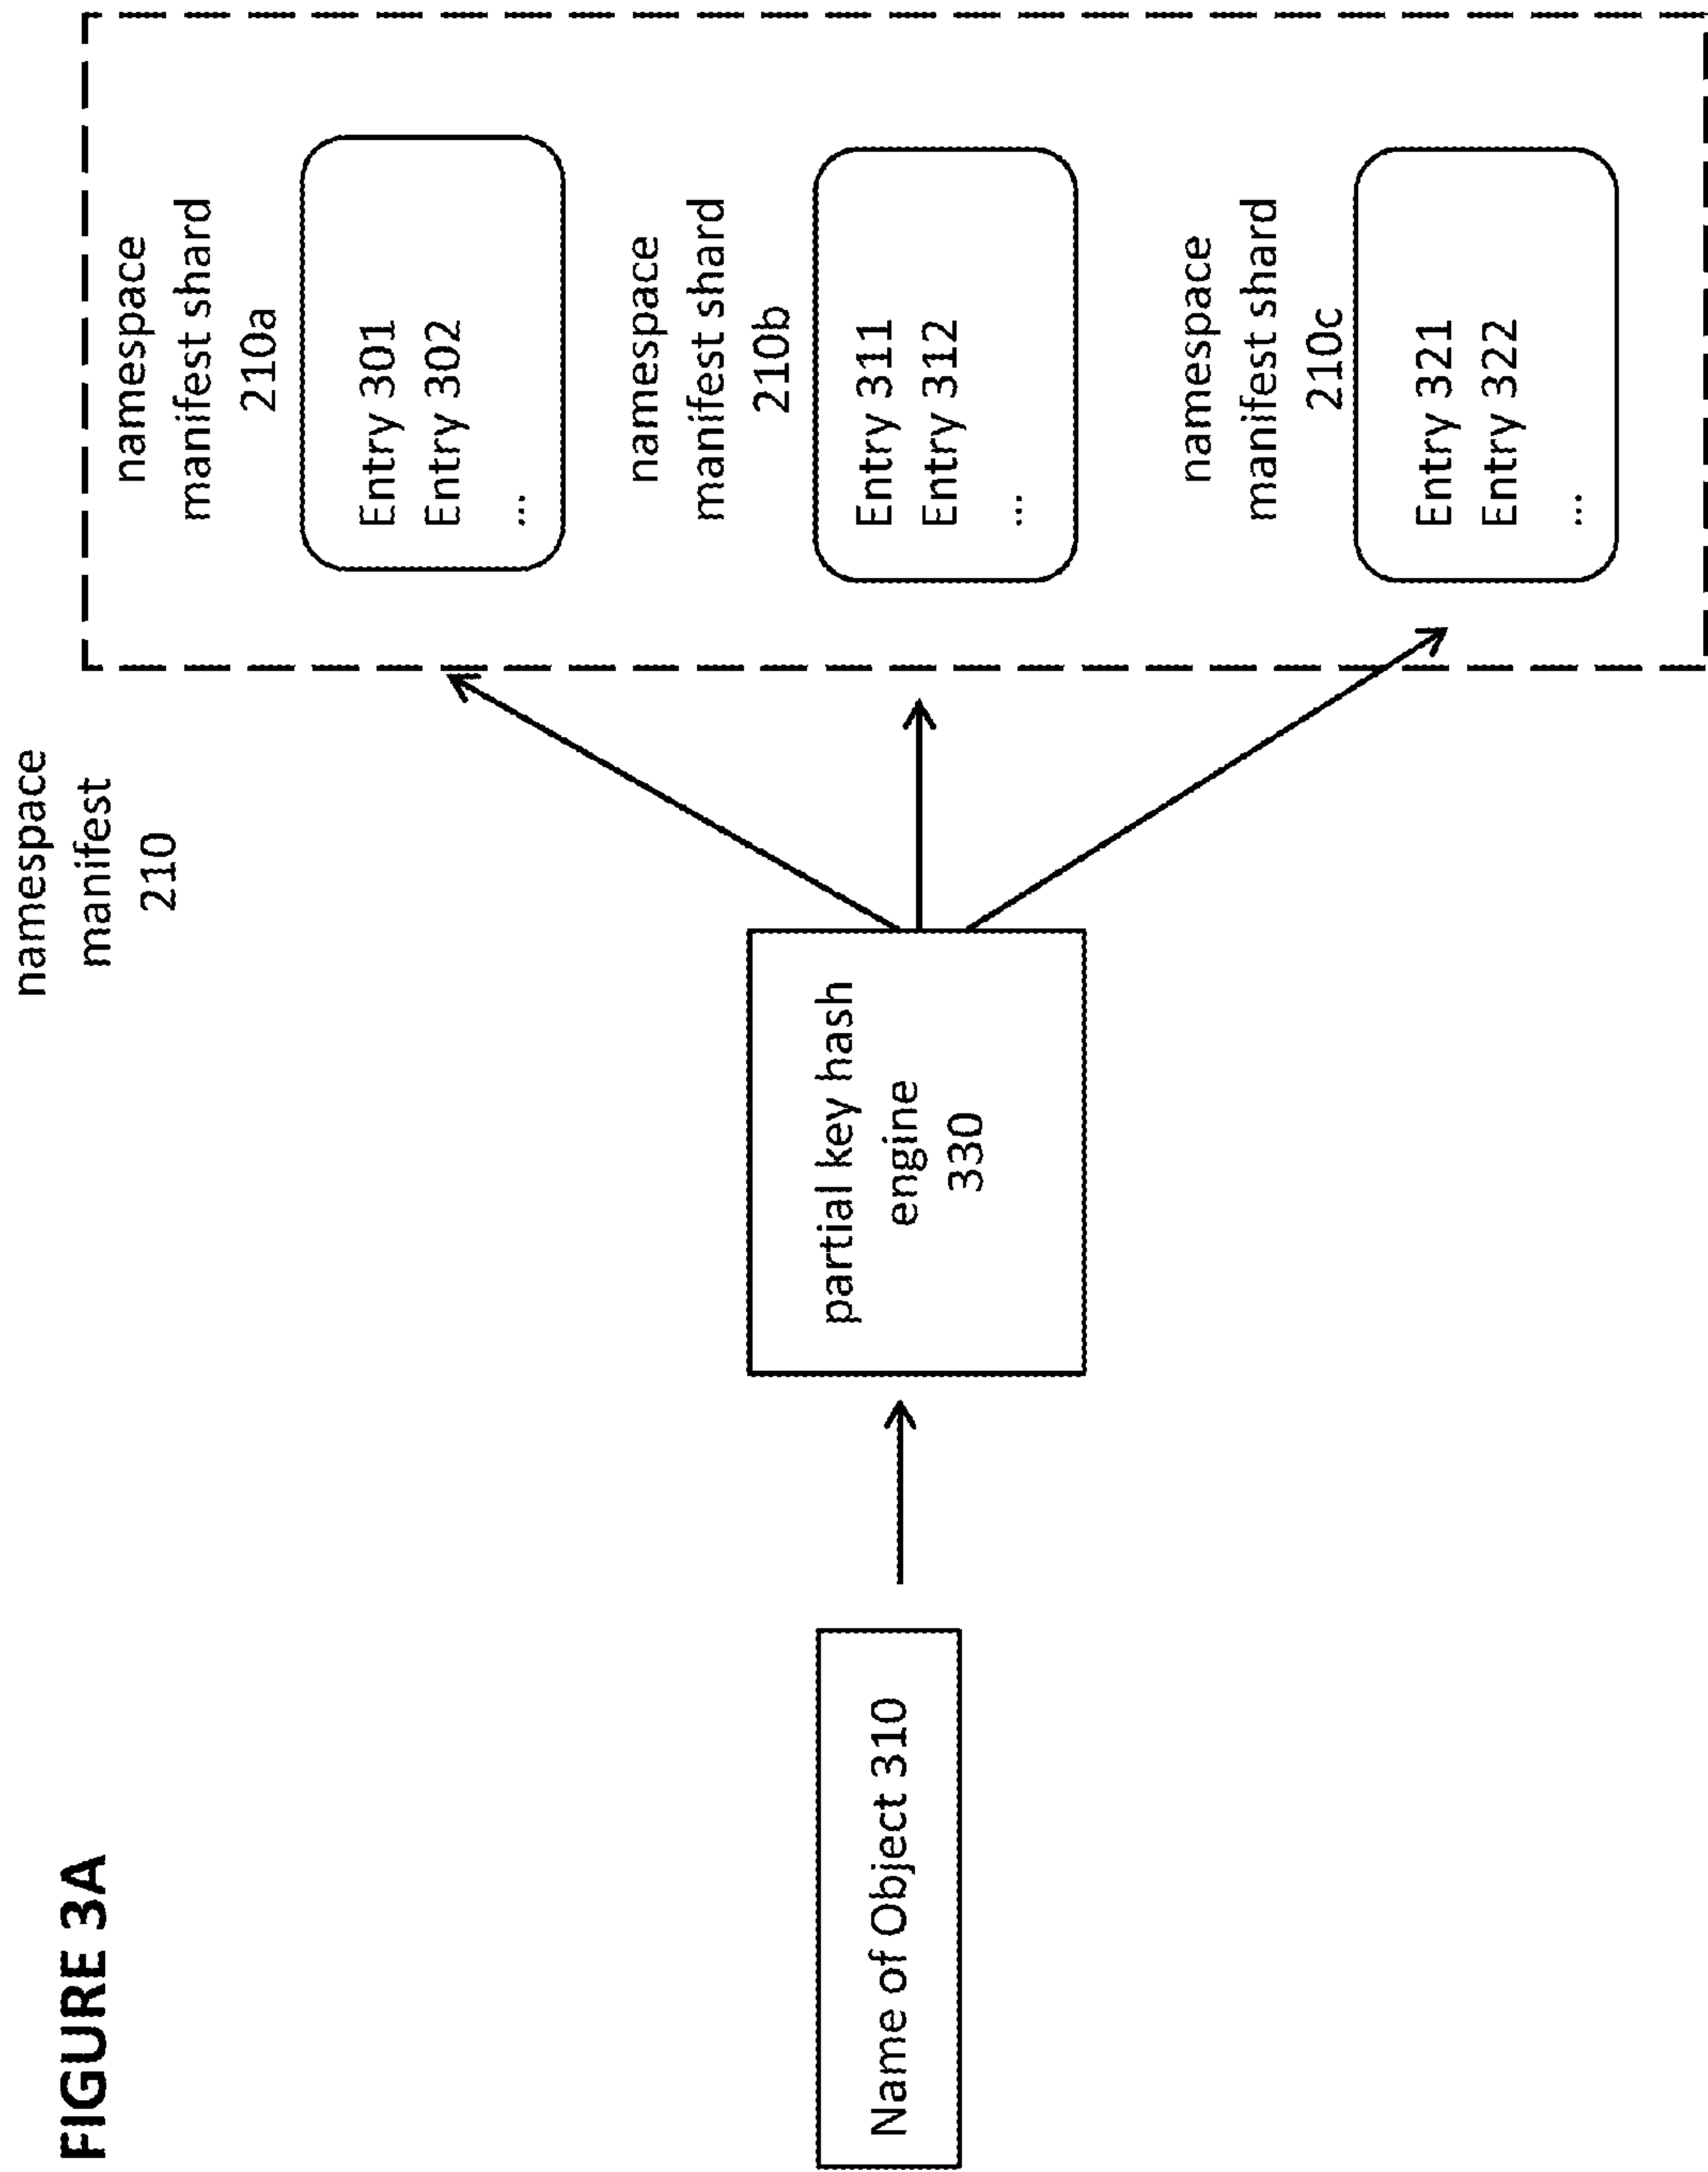 FIGURE 3A
namespace
manifest
210
Name of Object 310
partial key hash
engine
330
namespace
manifest shard
210a
Entry 301
Entry 302
...
namespace
manifest shard
210b
Entry 311
Entry 312
...
namespace
manifest shard
210c
Entry 321
Entry 322
...